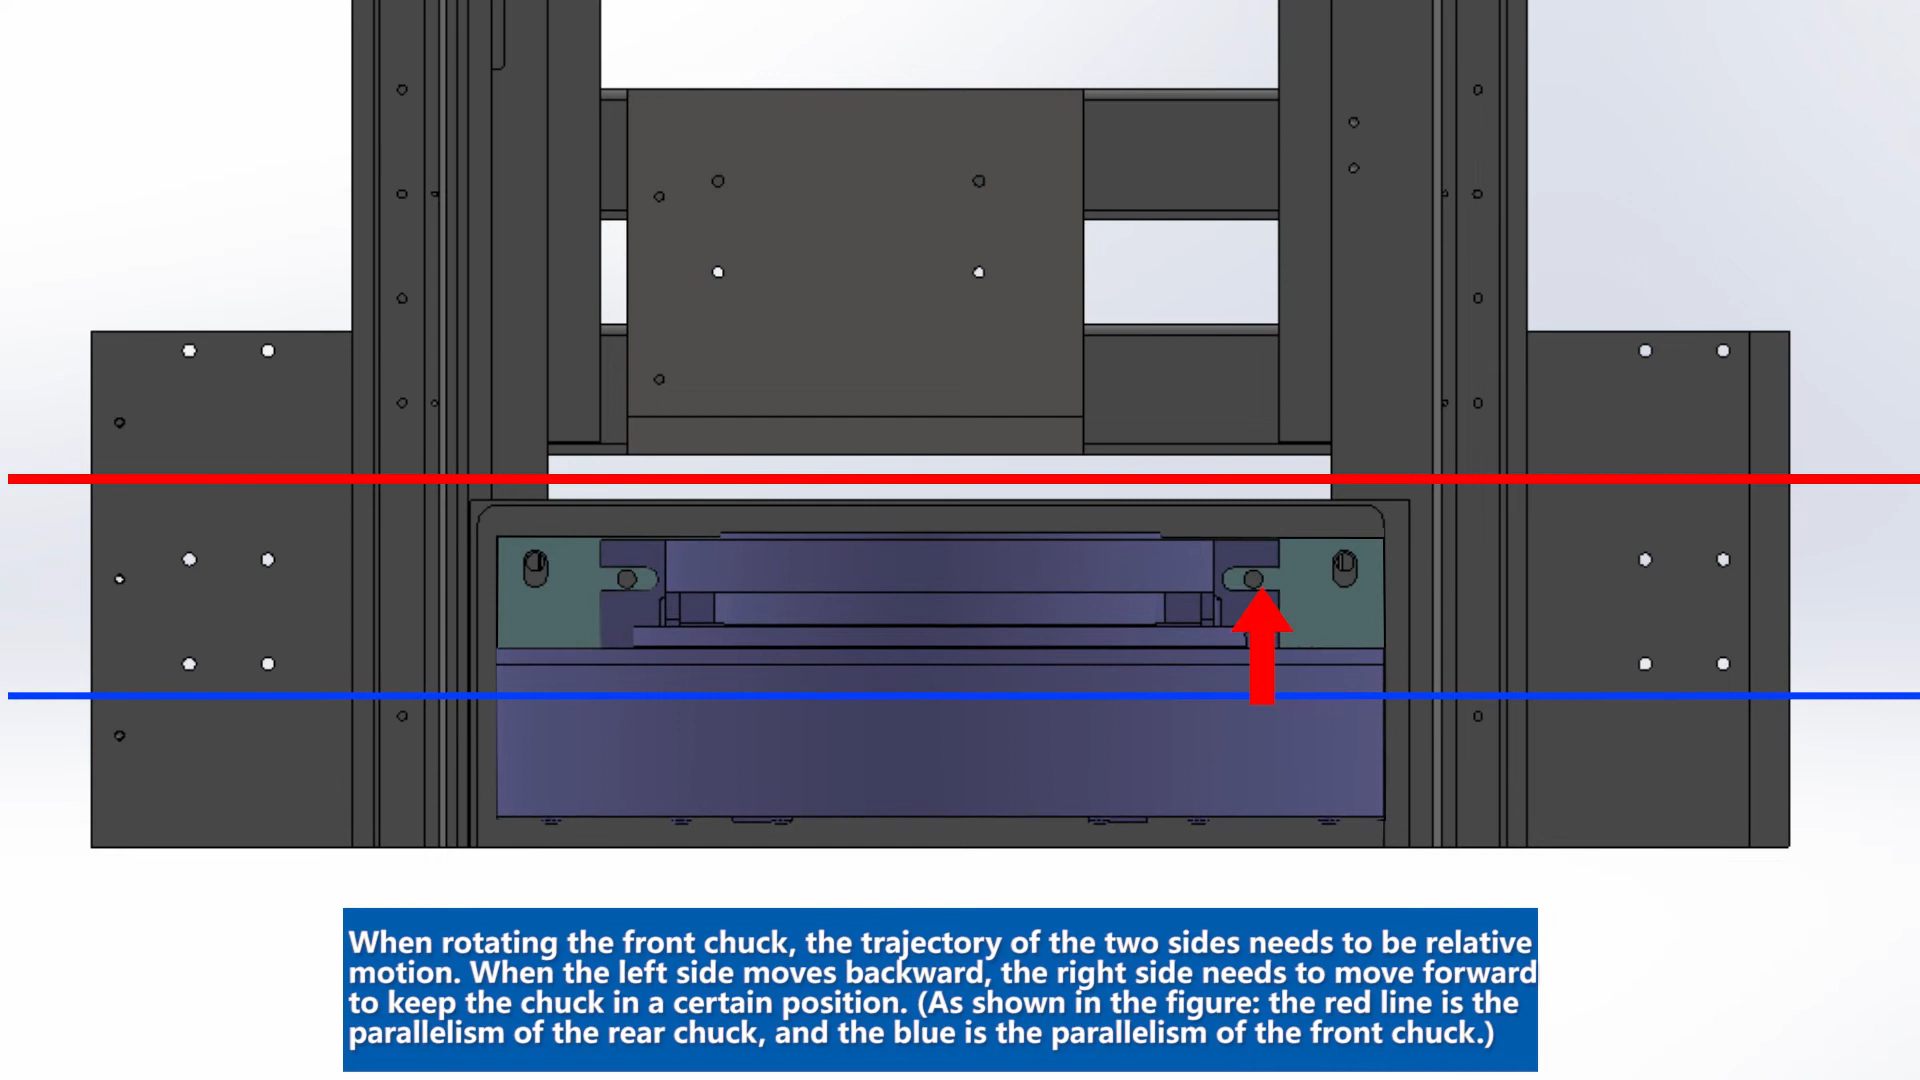 When rotating the front chuck, the trajectory of the two sides needs to be relative
motion. When the left side moves backward, the right side needs to move forward
to keep the chuck in a certain position. (As shown in the figure: the red line is the
parallelism of the rear chuck, and the blue is the parallelism of the front chuck.)